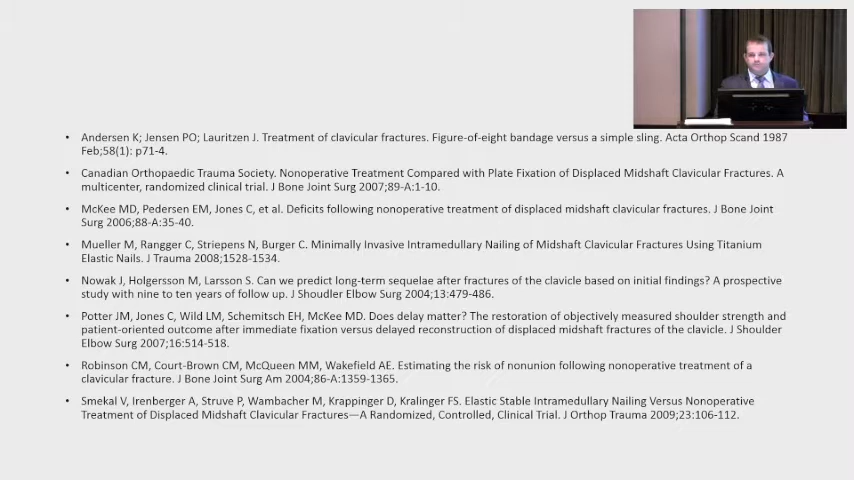 • Andersen K; Jensen PO; Lauritzen J. Treatment of clavicular fractures. Figure-of-eight bandage versus a simple sling. Acta Orthop Scand 1987
Feb;58(1): p71-4.
• Canadian Orthopaedic Trauma Society. Nonoperative Treatment Compared with Plate Fixation of Displaced Midshaft Clavicular Fractures. A
multicenter, randomized clinical trial. J Bone Joint Surg 2007;89-A:1-10.
• McKee MD, Pedersen EM, Jones C, et al. Deficits following nonoperative treatment of displaced midshaft clavicular fractures. J Bone Joint
Surg 2006;88-A:35-40.
• Mueller M, Rangger C, Striepens N, Burger C. Minimally Invasive Intramedullary Nailing of Midshaft Clavicular Fractures Using Titanium
Elastic Nails. J Trauma 2008;1528-1534.
• Nowak J, Holgersson M, Larsson S. Can we predict long-term sequelae after fractures of the clavicle based on initial findings? A prospective
study with nine to ten years of follow up. J Shoudler Elbow Surg 2004;13:479-486.
• Potter JM, Jones C, Wild LM, Schemitsch EH, McKee MD. Does delay matter? The restoration of objectively measured shoulder strength and
patient-oriented outcome after immediate fixation versus delayed reconstruction of displaced midshaft fractures of the clavicle. J Shoulder
Elbow Surg 2007;16:514-518.
• Robinson CM, Court-Brown CM, McQueen MM, Wakefield AE. Estimating the risk of nonunion following nonoperative treatment of a
clavicular fracture. J Bone Joint Surg Am 2004;86-A:1359-1365.
• Smekal V, Irenberger A, Struve P, Wambacher M, Krappinger D, Kralinger FS. Elastic Stable Intramedullary Nailing Versus Nonoperative
Treatment of Displaced Midshaft Clavicular Fractures—A Randomized, Controlled, Clinical Trial. J Orthop Trauma 2009;23:106-112.